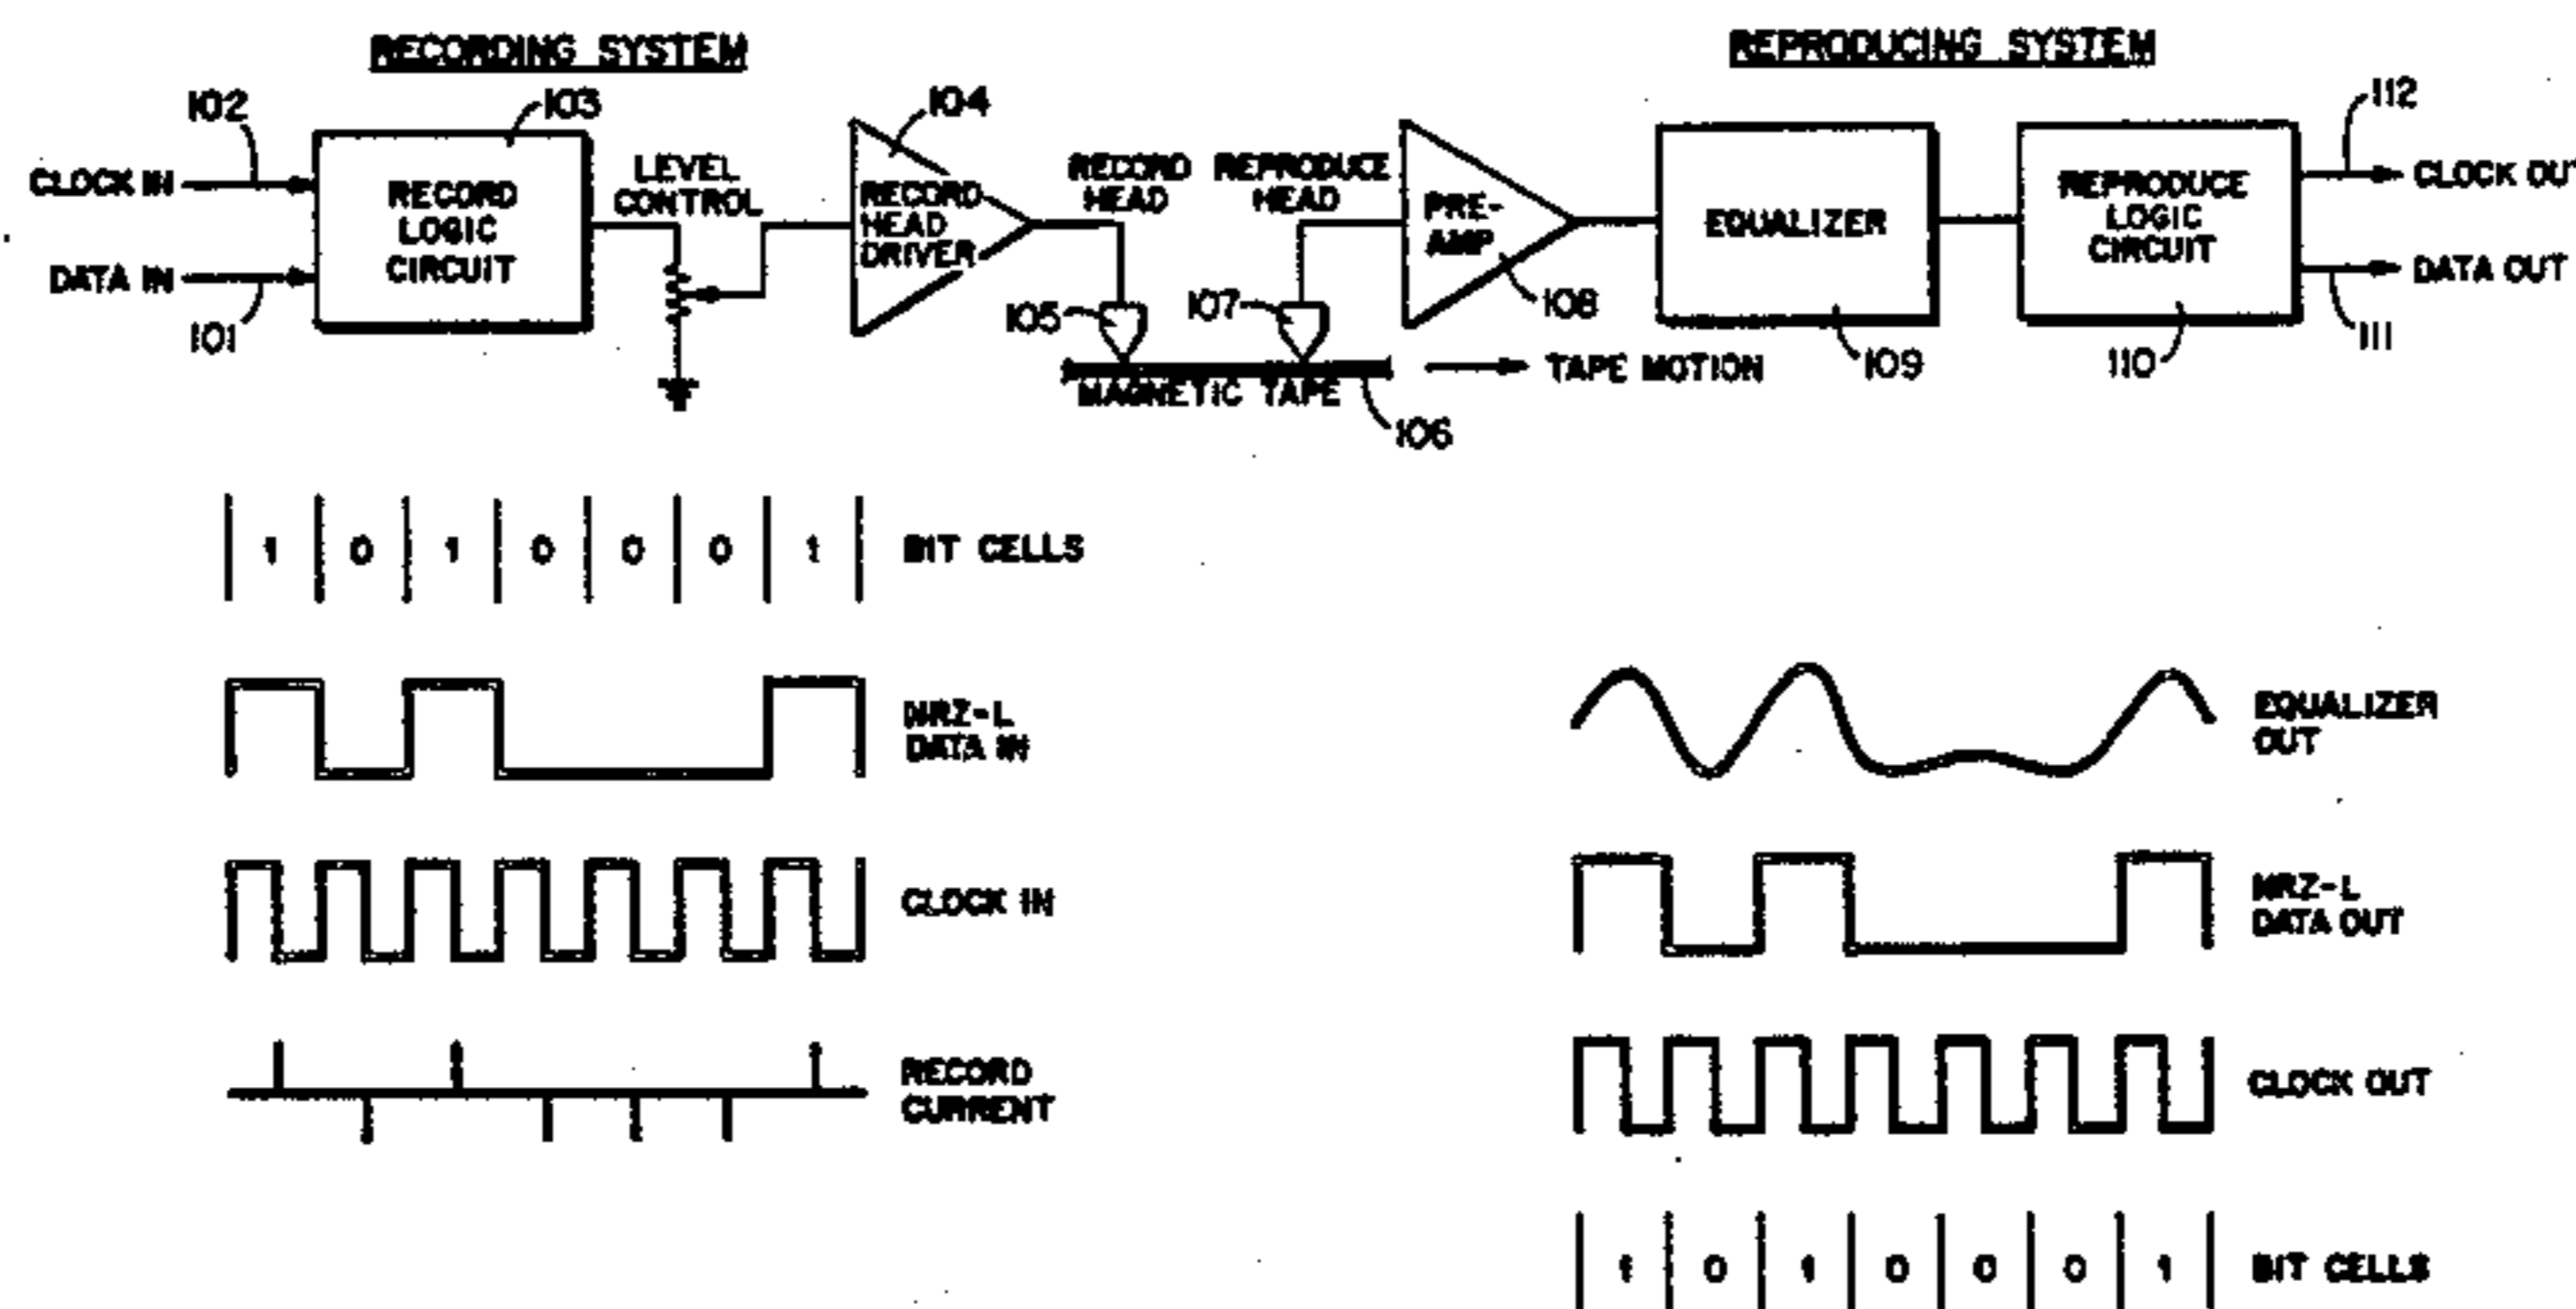 RECORDING SYSTEM
REPRODUCING SYSTEM
102
103
104
112
CLOCK IN
RECORD
LOGIC
CIRCUIT
LEVEL
CONTROL
RECORD
HEAD
DRIVER
RECORD
HEAD
REPRODUCE
HEAD
PRE-
AMP
EQUALIZER
REPRODUCE
LOGIC
CIRCUIT
CLOCK OUT
DATA IN
DATA OUT
101
105
107
108
109
110
111
MAGNETIC TAPE
TAPE MOTION
106
1 0 1 0 0 0 1 BIT CELLS
NRZ-L
DATA IN
CLOCK IN
RECORD
CURRENT
EQUALIZER
OUT
NRZ-L
DATA OUT
CLOCK OUT
1 0 1 0 0 0 1 BIT CELLS